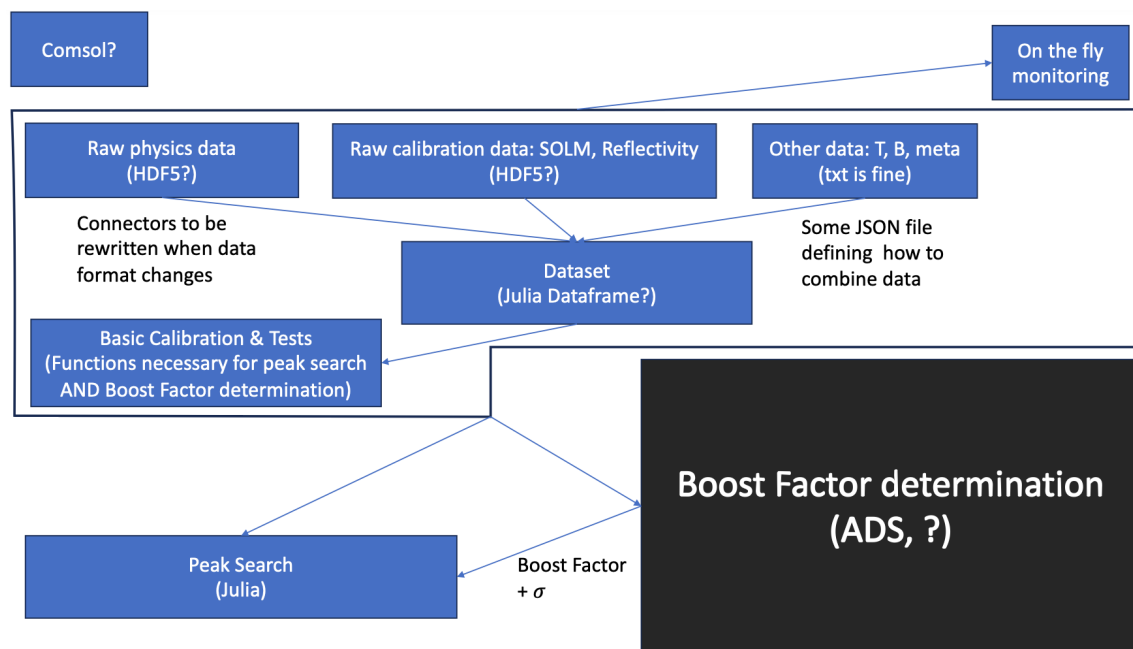 Comsol?
On the fly
monitoring
Raw physics data
(HDF5?)
Raw calibration data: SOLM, Reflectivity
(HDF5?)
Other data: T, B, meta
(txt is fine)
Connectors to be
rewritten when data
format changes
Some JSON file
defining how to
combine data
Dataset
(Julia Dataframe?)
Basic Calibration & Tests
(Functions necessary for peak search
AND Boost Factor determination)
Boost Factor determination
(ADS, ?)
Peak Search
(Julia)
Boost Factor
+ σ